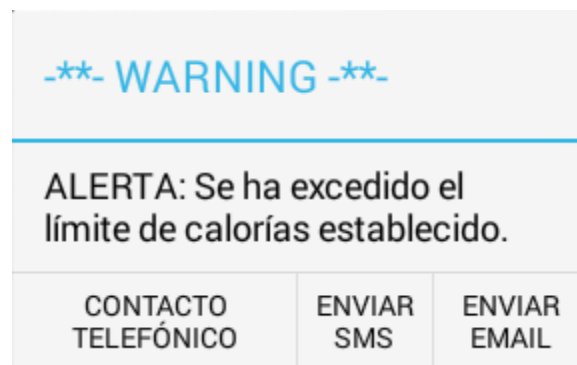 -**- WARNING -**-
ALERTA: Se ha excedido el
límite de calorías establecido.
CONTACTO
TELEFÓNICO
ENVIAR
SMS
ENVIAR
EMAIL